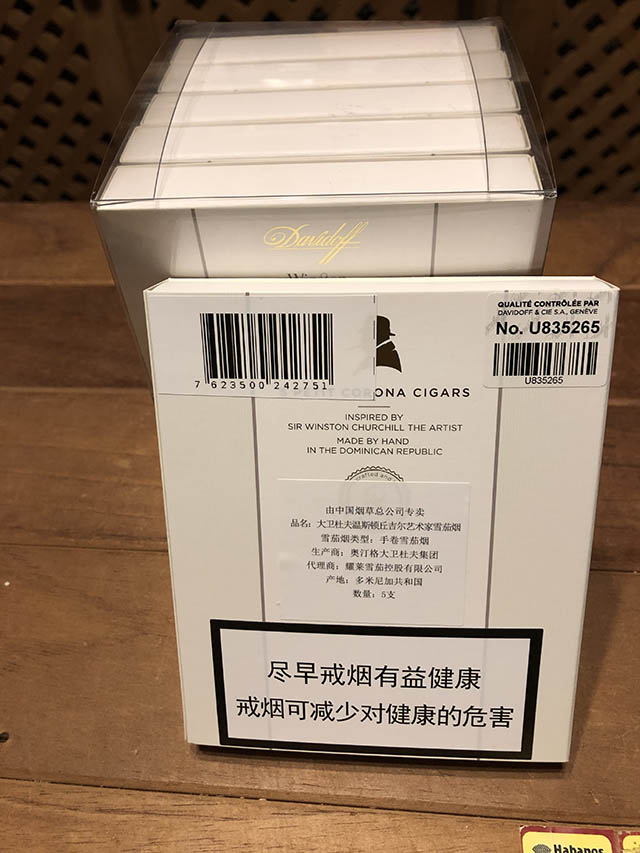 Davidoff
QUALITÉ CONTRÔLÉE PAR
DAVIDOFF & CIE S.A., GENÈVE
No. U835265
U835265
7 623500 242751
CORONA CIGARS
INSPIRED BY
SIR WINSTON CHURCHILL THE ARTIST
MADE BY HAND
IN THE DOMINICAN REPUBLIC
由中国烟草总公司专卖
品名：大卫杜夫温斯顿丘吉尔艺术家雪茄烟
雪茄烟类型：手卷雪茄烟
生产商：奥汀格大卫杜夫集团
代理商：耀莱雪茄控股有限公司
产地：多米尼加共和国
数量：5支
尽早戒烟有益健康
戒烟可减少对健康的危害
Habanos